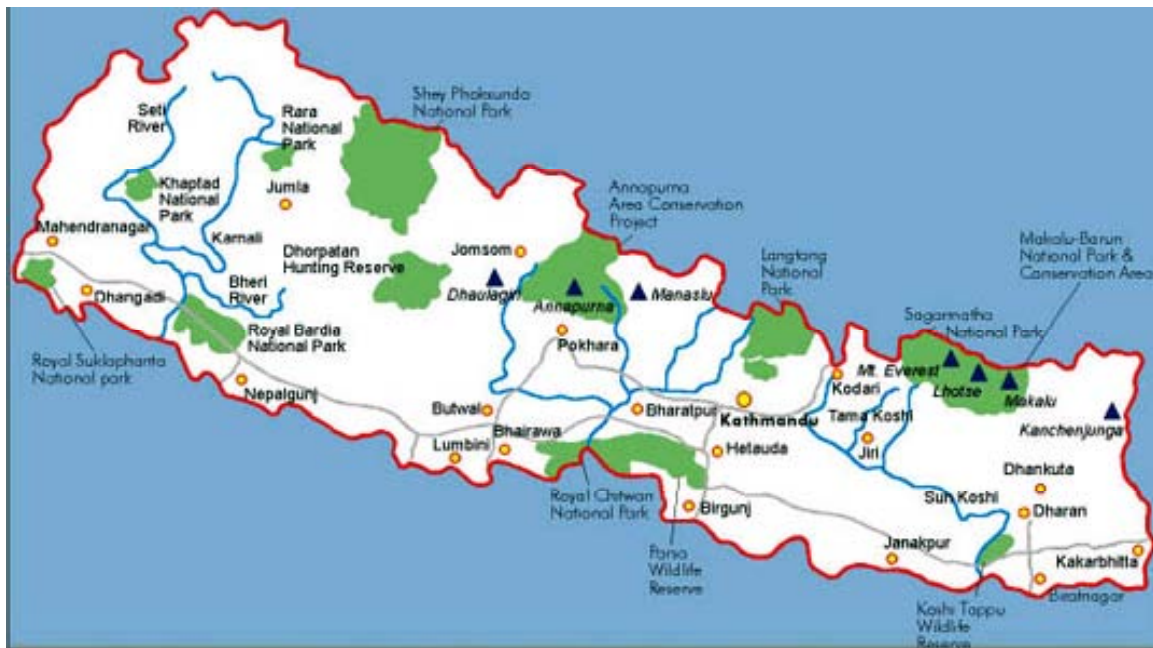 Shey Phoksundo
National Park
Seti
River
Rara
National
Park
Khaptad
National
Park
Jumla
Annapurna
Area Conservation
Project
Mahendranagar
Karnali
Dhorpatan
Hunting Reserve
Jomsom
Langtang
National
Park
Makalu-Barun
National Park &
Conservation Area
Bheri
River
Dhangadi
Dhaulagiri
Annapurna
Manaslu
Sagarmatha
National Park
Royal Bardia
National Park
Royal Suklaphanta
National park
Pokhara
Mt. Everest
Kodari
Lhotse
Makalu
Nepalgunj
Butwal
Bharatpur
Kathmandu
Tama Koshi
Kanchenjunga
Lumbini
Bhairawa
Hetauda
Jiri
Dhankuta
Royal Chitwan
National Park
Birgunj
Sun Koshi
Dharan
Parsa
Wildlife
Reserve
Janakpur
Kakarbhitta
Biratnagar
Koshi Tappu
Wildlife
Reserve